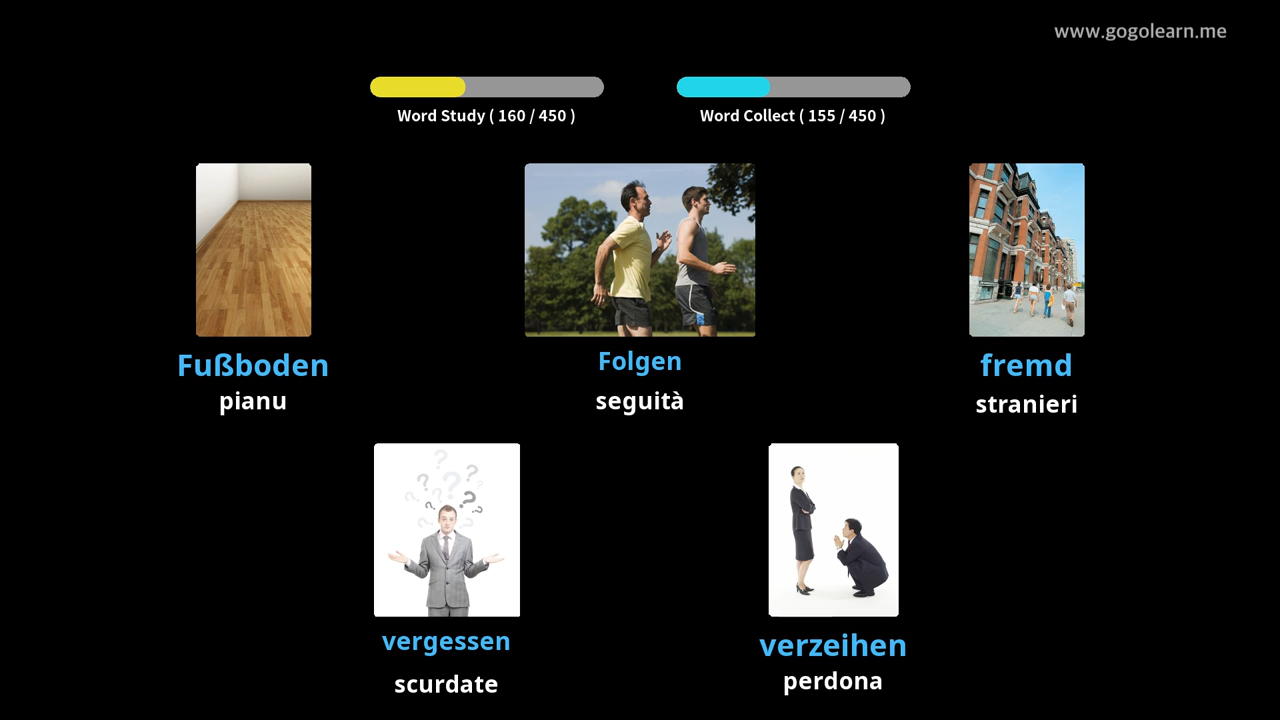 www.gogolearn.me
Word Study ( 160 / 450 )
Word Collect ( 155 / 450 )
Fußboden
pianu
Folgen
seguità
fremd
stranieri
vergessen
scurdate
verzeihen
perdona